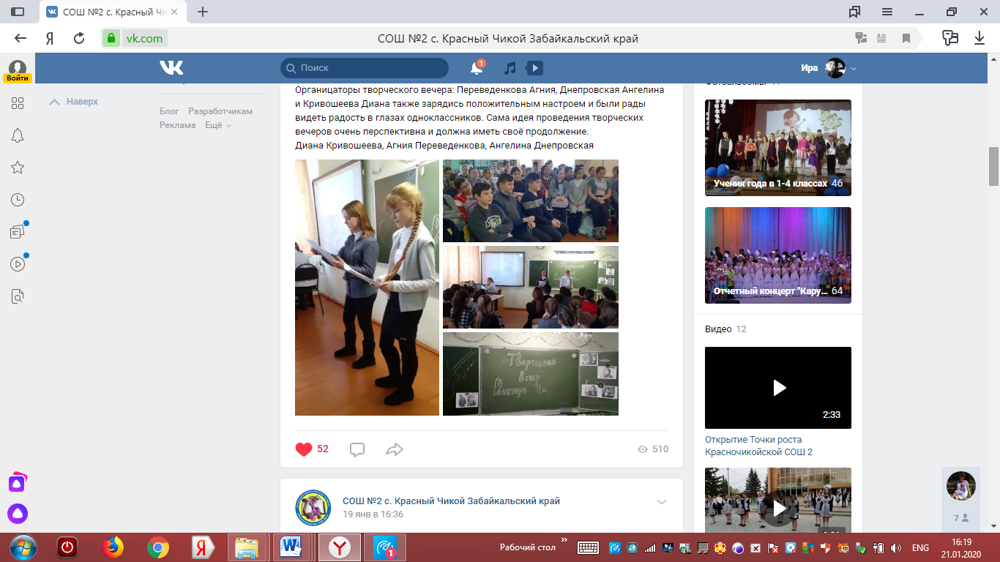 СОШ №2 с. Красный Чи
vk.com
СОШ №2 с. Красный Чикой Забайкальский край
Войти
Поиск
1
Ира
Наверх
Блог Разработчикам
Реклама Ещё
Органицаторы творческого вечера: Переведенкова Агния, Днепровская Ангелина
и Кривошеева Диана также зарядись положительным настроем и были рады
видеть радость в глазах одноклассников. Сама идея проведения творческих
вечеров очень перспективна и должна иметь своё продолжение.
Диана Кривошеева, Агния Переведенкова, Ангелина Днепровская
Творческий
Вечер
Виктора
52
510
СОШ №2 с. Красный Чикой Забайкальский край
19 янв в 16:36
Ученик года в 1-4 классах 46
Отчетный концерт "Кару... 64
Видео 12
2:33
Открытие Точки роста
Красночикойской СОШ 2
7
Рабочий стол
1
ENG
16:19
21.01.2020